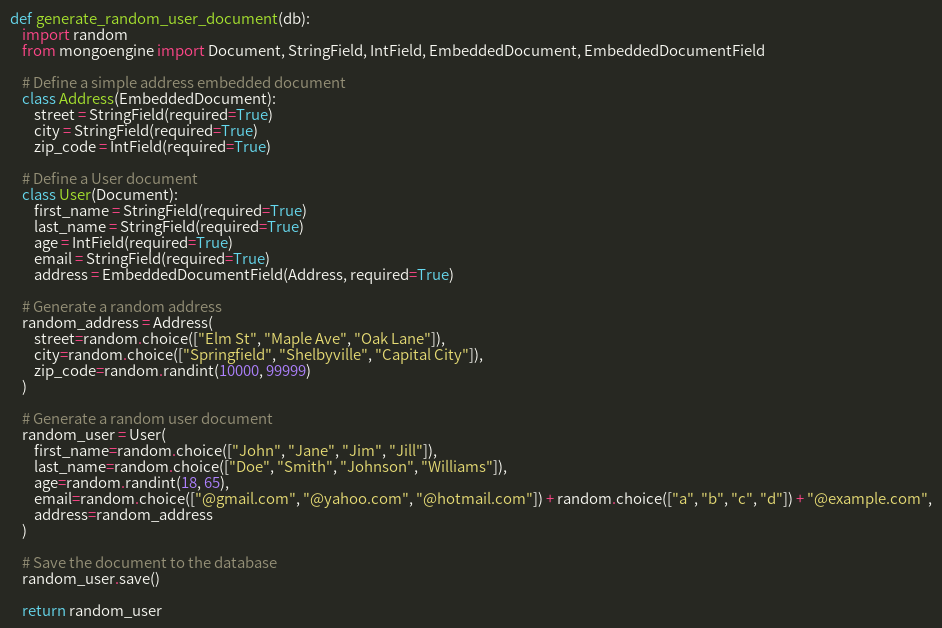 def generate_random_user_document(db):
    import random
    from mongoengine import Document, StringField, IntField, EmbeddedDocument, EmbeddedDocumentField

    # Define a simple address embedded document
    class Address(EmbeddedDocument):
        street = StringField(required=True)
        city = StringField(required=True)
        zip_code = IntField(required=True)

    # Define a User document
    class User(Document):
        first_name = StringField(required=True)
        last_name = StringField(required=True)
        age = IntField(required=True)
        email = StringField(required=True)
        address = EmbeddedDocumentField(Address, required=True)

    # Generate a random address
    random_address = Address(
        street=random.choice(["Elm St", "Maple Ave", "Oak Lane"]),
        city=random.choice(["Springfield", "Shelbyville", "Capital City"]),
        zip_code=random.randint(10000, 99999)
    )

    # Generate a random user document
    random_user = User(
        first_name=random.choice(["John", "Jane", "Jim", "Jill"]),
        last_name=random.choice(["Doe", "Smith", "Johnson", "Williams"]),
        age=random.randint(18, 65),
        email=random.choice(["@gmail.com", "@yahoo.com", "@hotmail.com"]) + random.choice(["a", "b", "c", "d"]) + "@example.com",
        address=random_address
    )

    # Save the document to the database
    random_user.save()

    return random_user